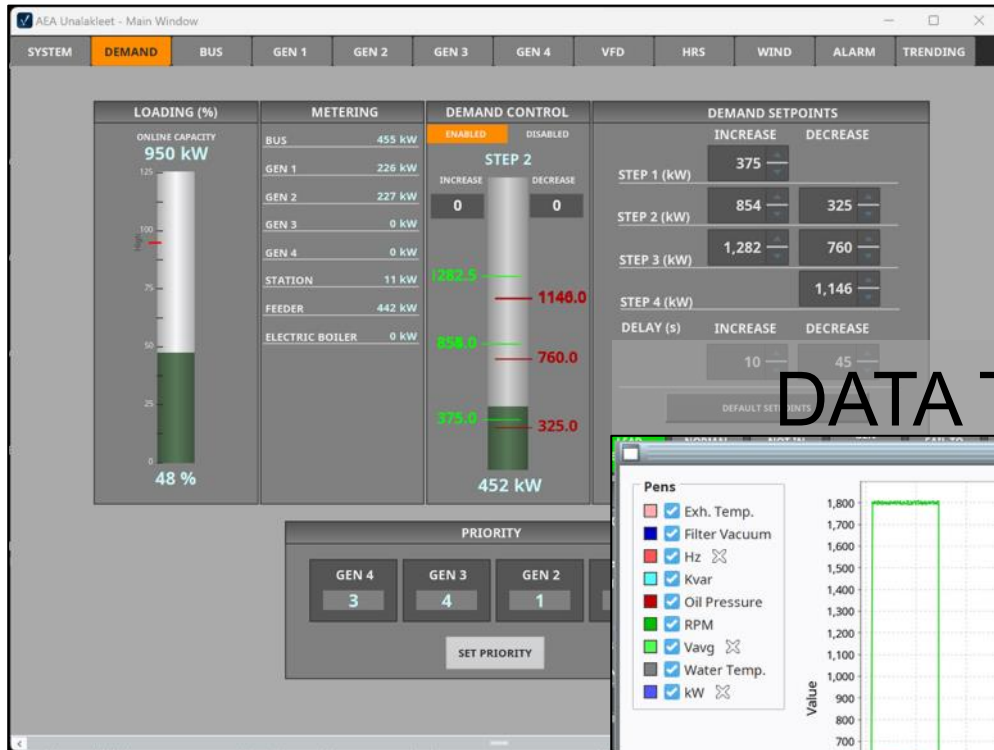 AEA Unalakleet - Main Window
SYSTEM DEMAND BUS GEN 1 GEN 2 GEN 3 GEN 4 VFD HRS WIND ALARM TRENDING
LOADING (%)
ONLINE CAPACITY
950 kW
125
100
High
75
50
25
0
48 %
METERING
BUS 455 kW
GEN 1 226 kW
GEN 2 227 kW
GEN 3 0 kW
GEN 4 0 kW
STATION 11 kW
FEEDER 442 kW
ELECTRIC BOILER 0 kW
DEMAND CONTROL
ENABLED DISABLED
STEP 2
INCREASE DECREASE
0 0
1282.5
1146.0
760.0
375.0
325.0
452 kW
DEMAND SETPOINTS
INCREASE DECREASE
STEP 1 (kW) 375
STEP 2 (kW) 854 325
STEP 3 (kW) 1,282 760
STEP 4 (kW) 1,146
DELAY (s) INCREASE DECREASE
10 45
DEFAULT SETPOINTS
DATA T
PRIORITY
GEN 4 GEN 3 GEN 2
3 4 1
SET PRIORITY
Pens
Exh. Temp.
Filter Vacuum
Hz
Kvar
Oil Pressure
RPM
Vavg
Water Temp.
kW
Value
1,800
1,700
1,600
1,500
1,400
1,300
1,200
1,100
1,000
900
800
700